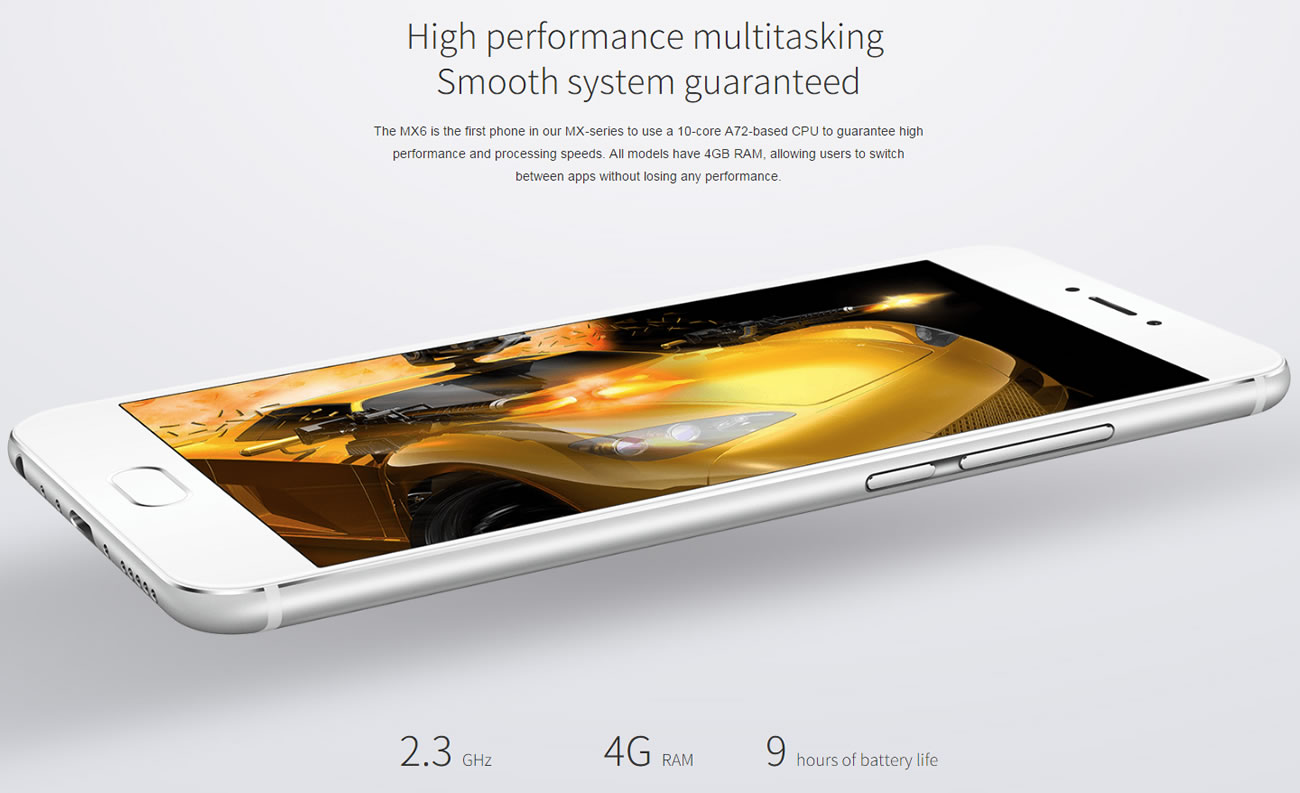 High performance multitasking
Smooth system guaranteed
The MX6 is the first phone in our MX-series to use a 10-core A72-based CPU to guarantee high
performance and processing speeds. All models have 4GB RAM, allowing users to switch
between apps without losing any performance.
2.3 GHz 4G RAM 9 hours of battery life